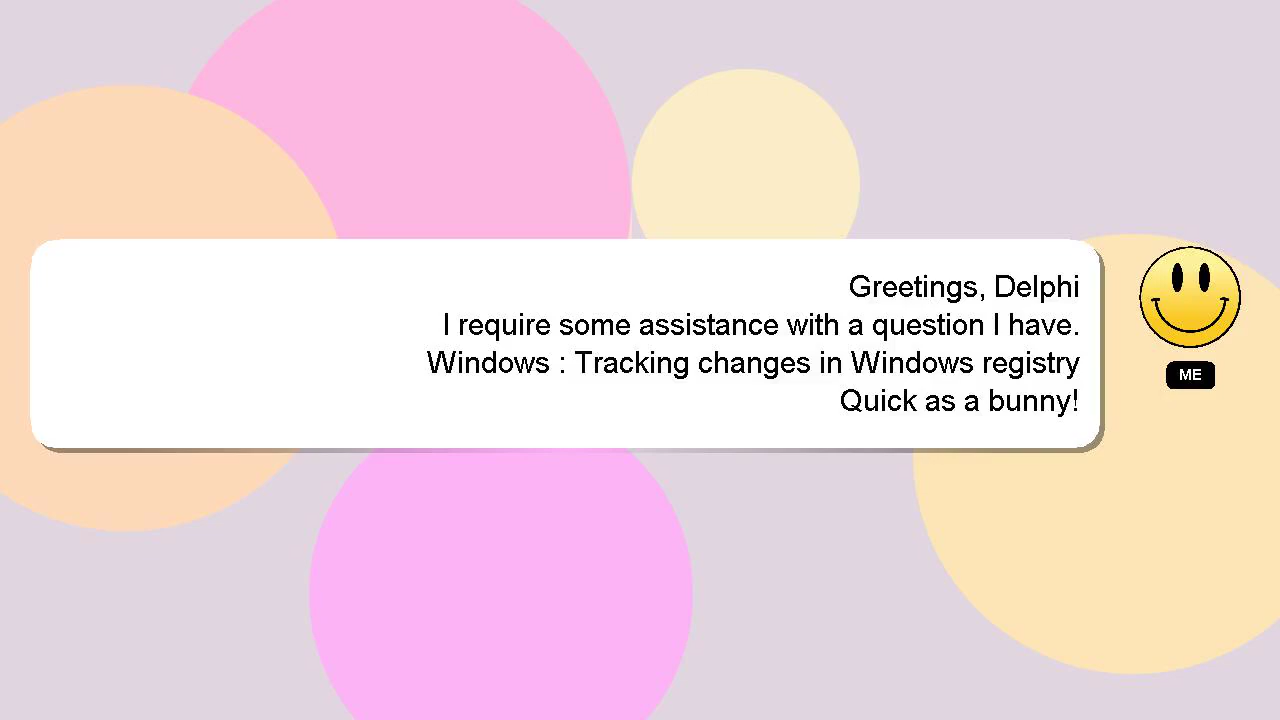 Greetings, Delphi
I require some assistance with a question I have.
Windows : Tracking changes in Windows registry
Quick as a bunny!
ME